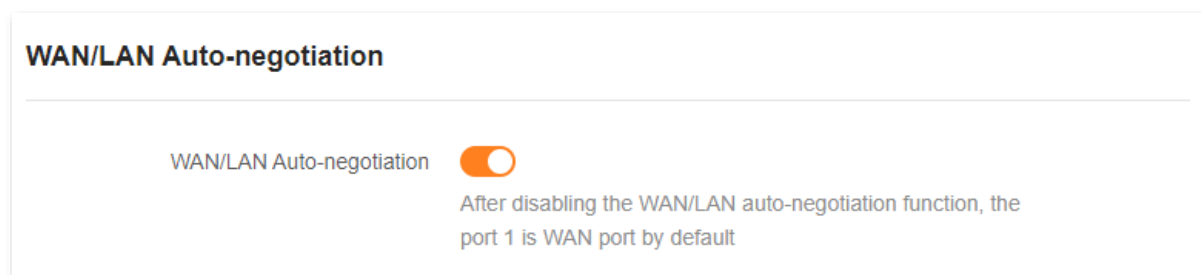 WAN/LAN Auto-negotiation
WAN/LAN Auto-negotiation
After disabling the WAN/LAN auto-negotiation function, the
port 1 is WAN port by default